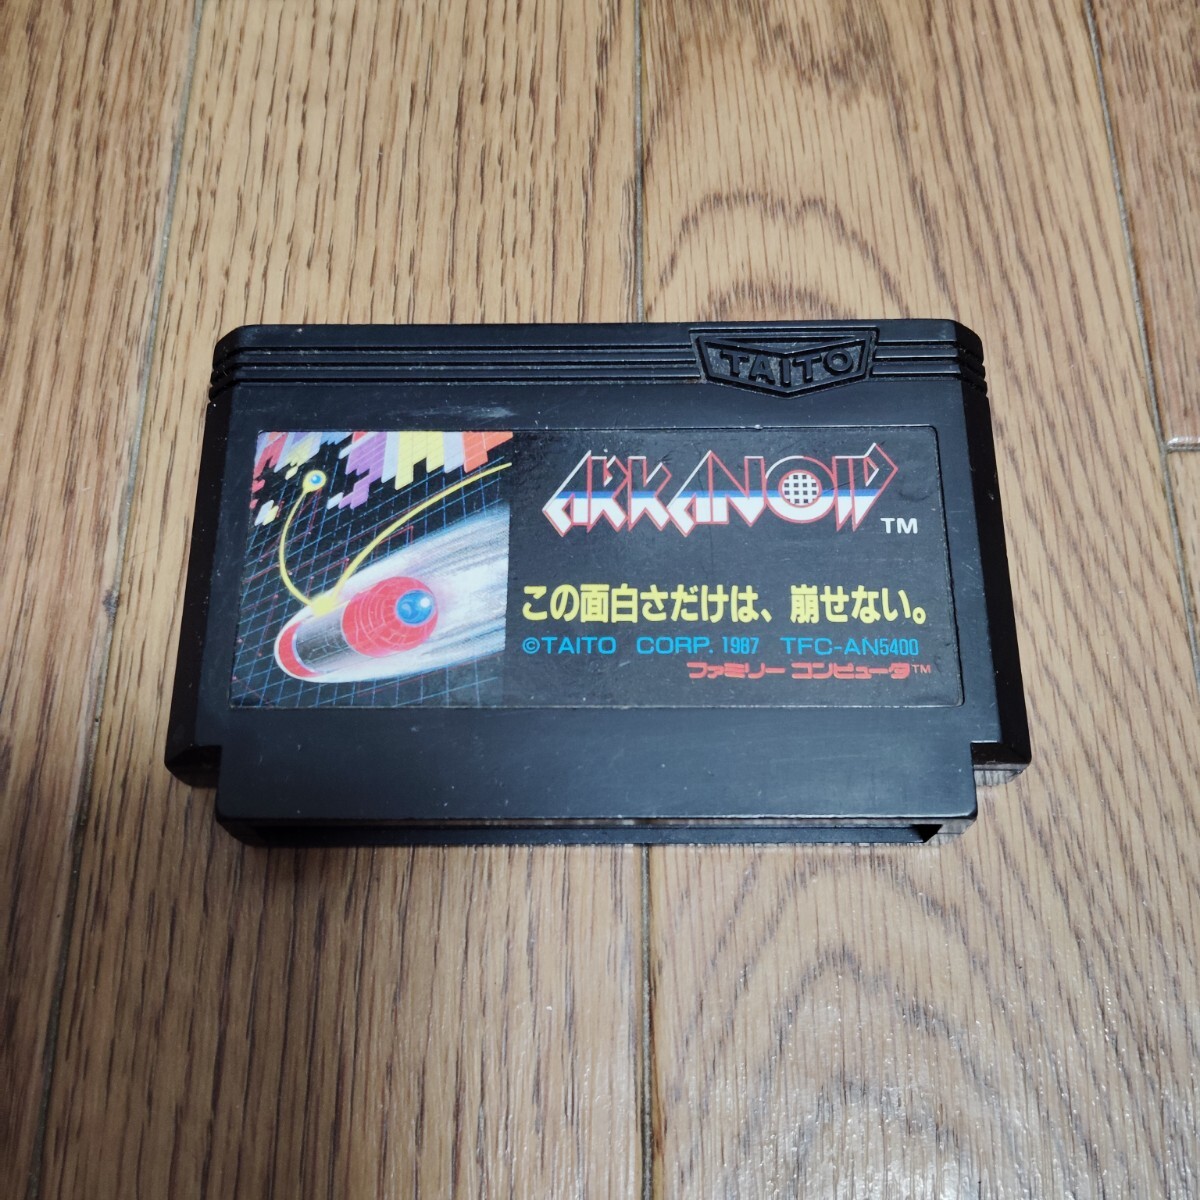 TAITO
ARKANOID TM
この面白さだけは、崩せない。
©TAITO CORP. 1987 TFC-AN5400
ファミリー コンピュータ™